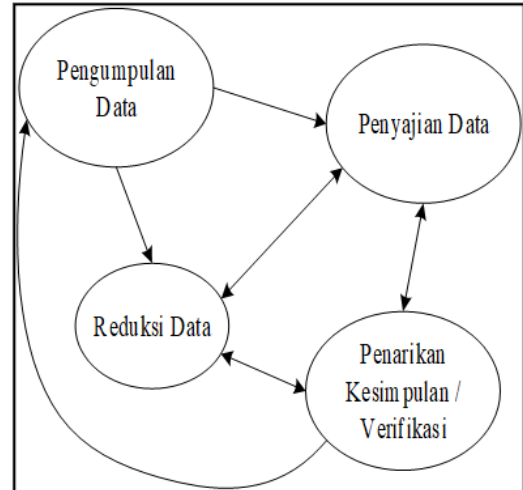 Pengumpulan
Data
Penyajian Data
Reduksi Data
Penarikan
Kesimpulan /
Verifikasi